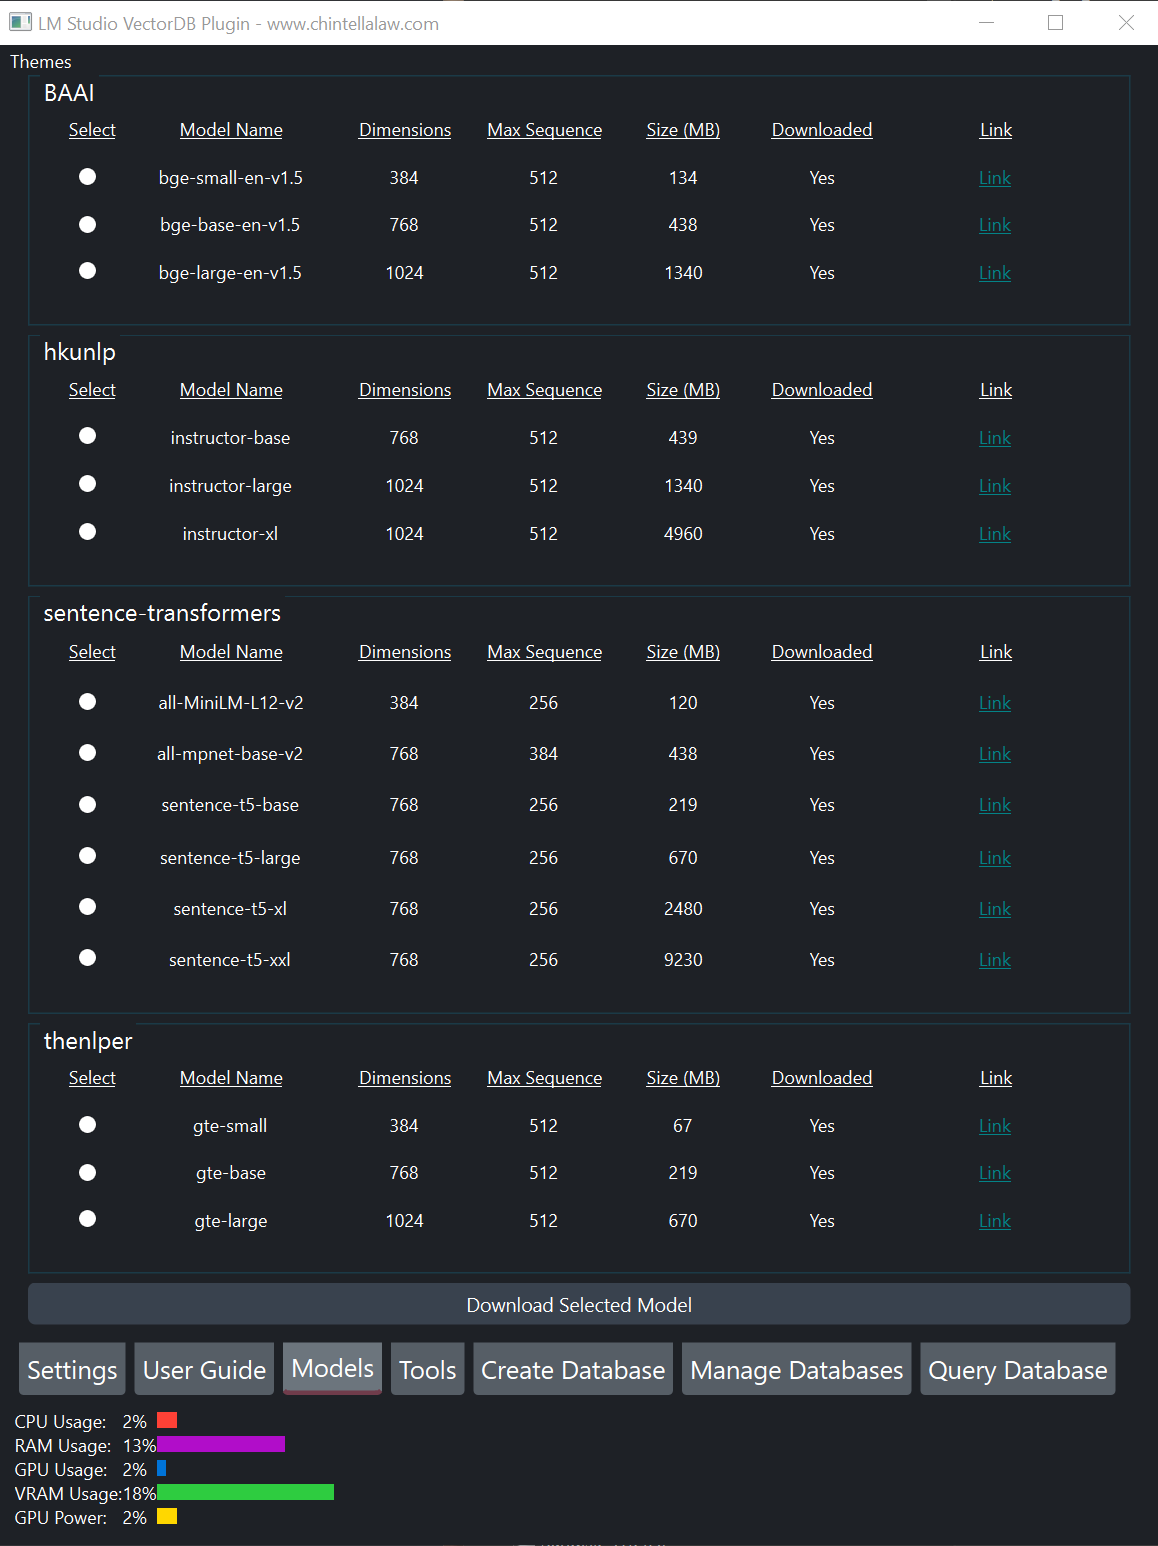 LM Studio VectorDB Plugin - www.chintellalaw.com
Themes
BAAI
Select Model Name Dimensions Max Sequence Size (MB) Downloaded Link
bge-small-en-v1.5 384 512 134 Yes Link
bge-base-en-v1.5 768 512 438 Yes Link
bge-large-en-v1.5 1024 512 1340 Yes Link
hkunlp
Select Model Name Dimensions Max Sequence Size (MB) Downloaded Link
instructor-base 768 512 439 Yes Link
instructor-large 1024 512 1340 Yes Link
instructor-xl 1024 512 4960 Yes Link
sentence-transformers
Select Model Name Dimensions Max Sequence Size (MB) Downloaded Link
all-MiniLM-L12-v2 384 256 120 Yes Link
all-mpnet-base-v2 768 384 438 Yes Link
sentence-t5-base 768 256 219 Yes Link
sentence-t5-large 768 256 670 Yes Link
sentence-t5-xl 768 256 2480 Yes Link
sentence-t5-xxl 768 256 9230 Yes Link
thenlper
Select Model Name Dimensions Max Sequence Size (MB) Downloaded Link
gte-small 384 512 67 Yes Link
gte-base 768 512 219 Yes Link
gte-large 1024 512 670 Yes Link
Download Selected Model
Settings User Guide Models Tools Create Database Manage Databases Query Database
CPU Usage: 2%
RAM Usage: 13%
GPU Usage: 2%
VRAM Usage:18%
GPU Power: 2%